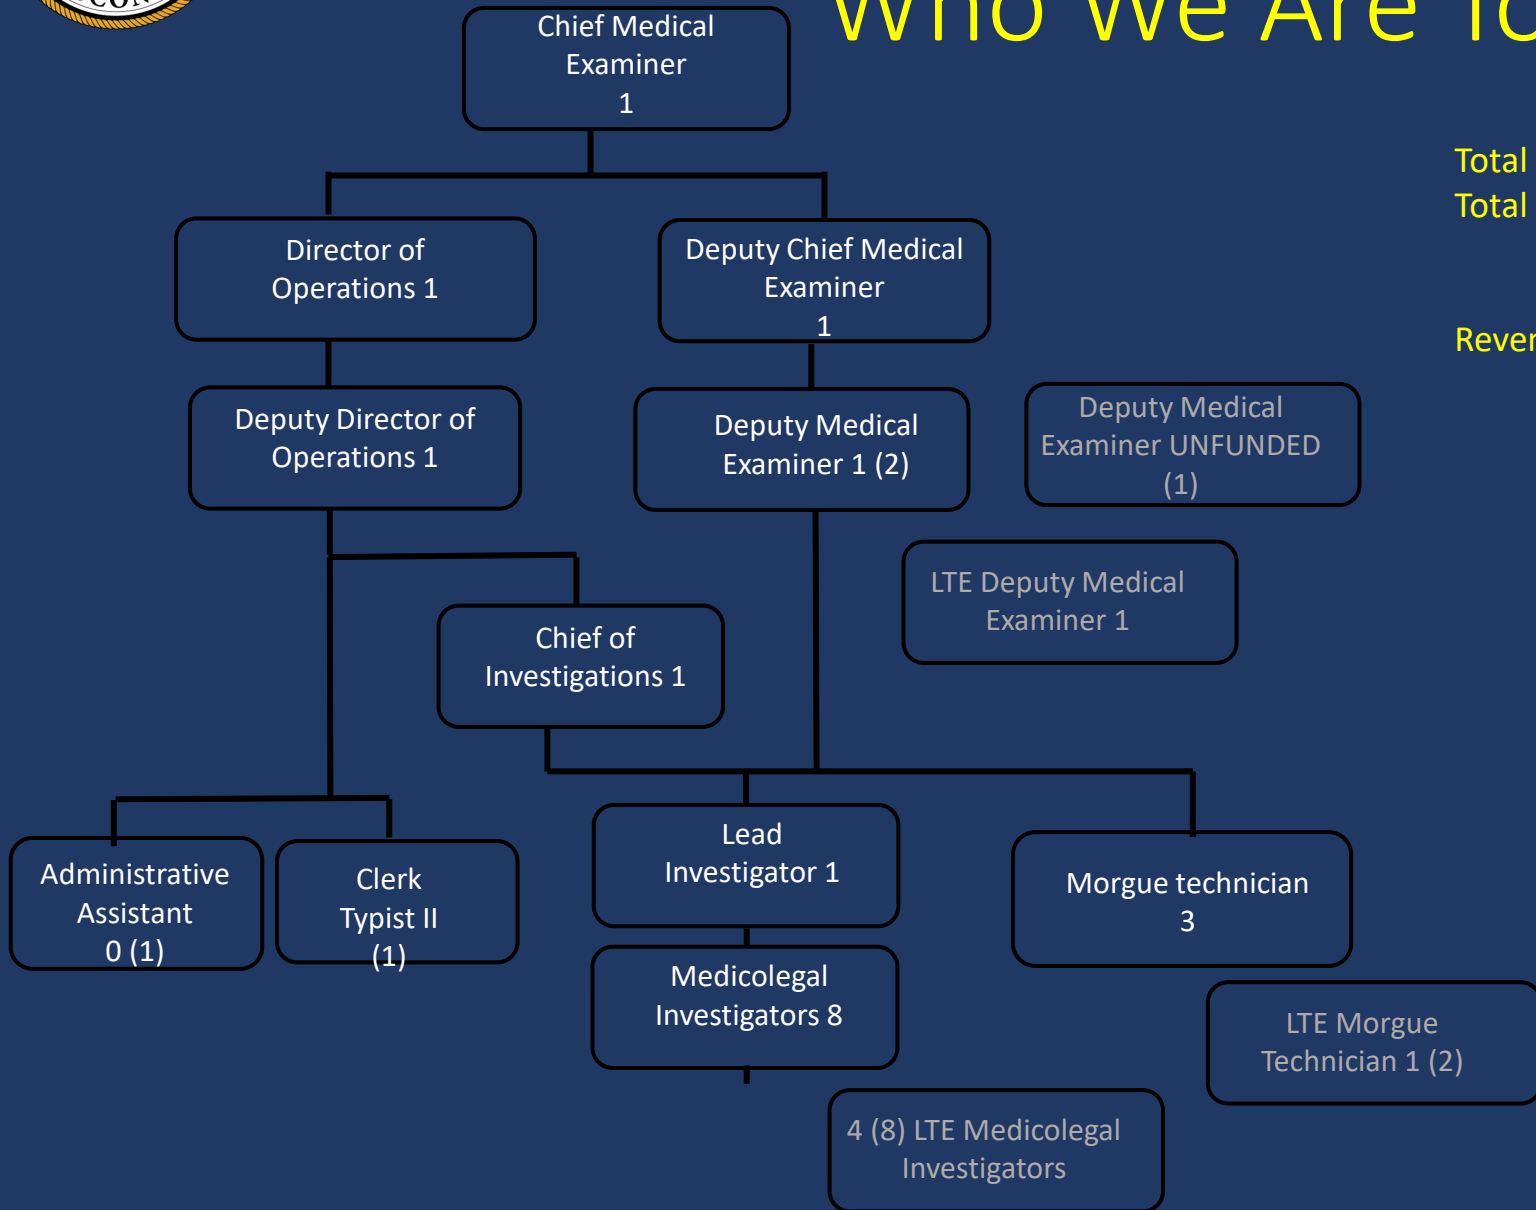 Who We Are
Chief Medical
Examiner
1
Total
Total
Director of
Operations 1
Deputy Chief Medical
Examiner
1
Deputy Director of
Operations 1
Deputy Medical
Examiner 1 (2)
Deputy Medical
Examiner UNFUNDED
(1)
LTE Deputy Medical
Examiner 1
Chief of
Investigations 1
Administrative
Assistant
0 (1)
Clerk
Typist II
(1)
Lead
Investigator 1
Morgue technician
3
Medicolegal
Investigators 8
LTE Morgue
Technician 1 (2)
4 (8) LTE Medicolegal
Investigators